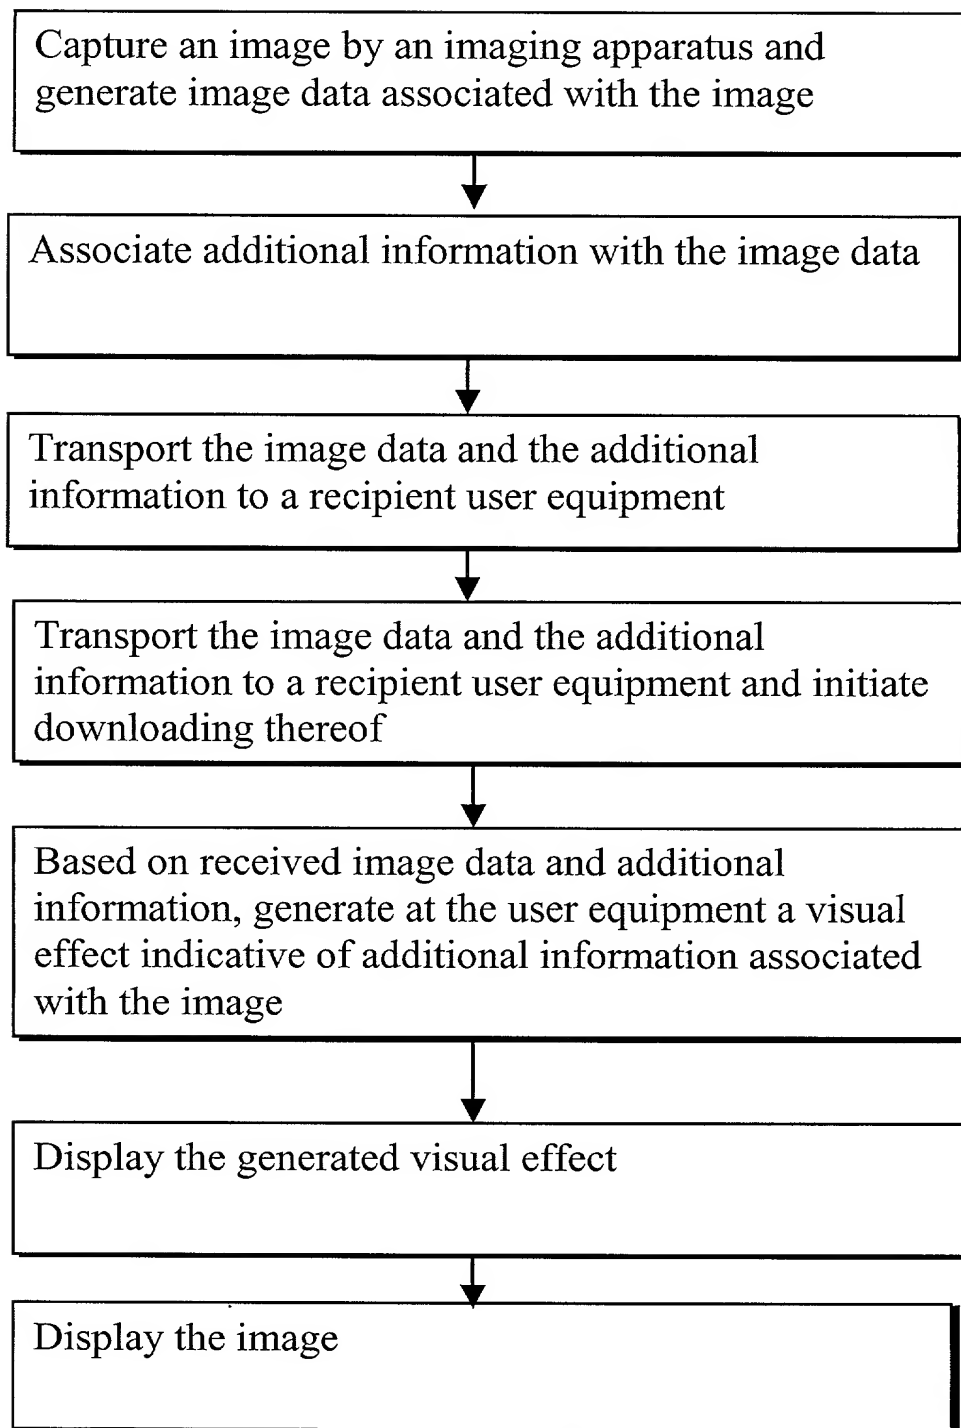 Capture an image by an imaging apparatus and
generate image data associated with the image
Associate additional information with the image data
Transport the image data and the additional
information to a recipient user equipment
Transport the image data and the additional
information to a recipient user equipment and initiate
downloading thereof
Based on received image data and additional
information, generate at the user equipment a visual
effect indicative of additional information associated
with the image
Display the generated visual effect
Display the image